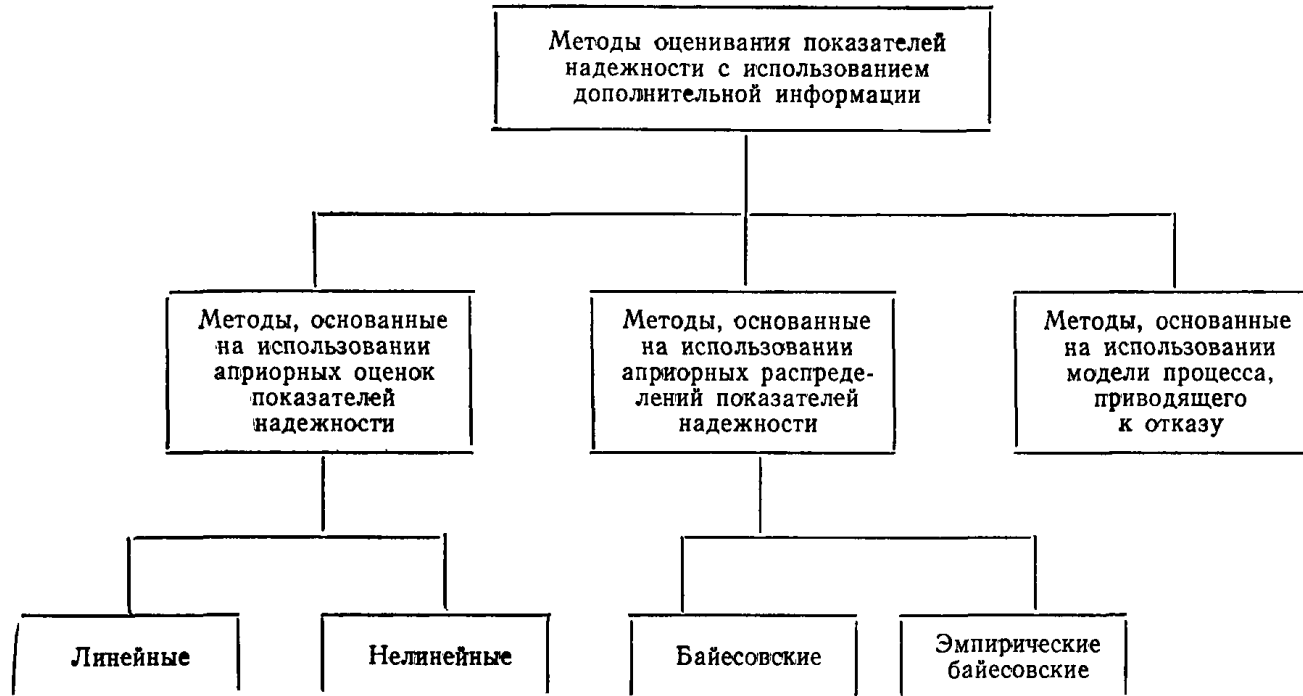 Методы оценивания показателей
надежности с использованием
дополнительной информации
Методы, основанные
на использовании
априорных оценок
показателей
надежности
Методы, основанные
на использовании
априорных распреде-
лений показателей
надежности
Методы, основанные
на использовании
модели процесса,
приводящего
к отказу
Линейные
Нелинейные
Байесовские
Эмпирические
байесовские